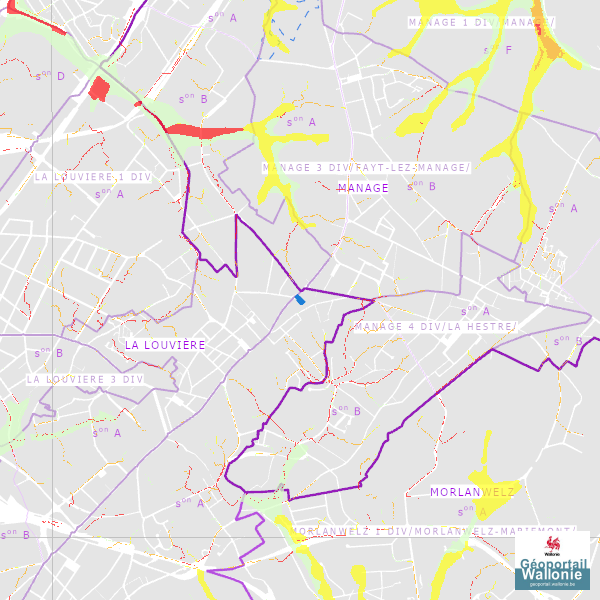 sᵒⁿ A
MANAGE 1 DIV/MANAGE/
sᵒⁿ F
sᵒⁿ D
sᵒⁿ B
sᵒⁿ A
MANAGE 3 DIV/FAYT-LEZ-MANAGE/
LA LOUVIERE 1 DIV
sᵒⁿ A
MANAGE
sᵒⁿ B
sᵒⁿ A
sᵒⁿ A
MANAGE 4 DIV/LA HESTRE/
LA LOUVIÈRE
sᵒⁿ B
sᵒⁿ B
LA LOUVIERE 3 DIV
sᵒⁿ B
sᵒⁿ A
MORLANWELZ
sᵒⁿ A
sᵒⁿ A
MORLANWELZ 1 DIV/MORLANWELZ-MARIEMONT/
sᵒⁿ B
Wallonie
Géoportail
Wallonie
geoportail.wallonie.be